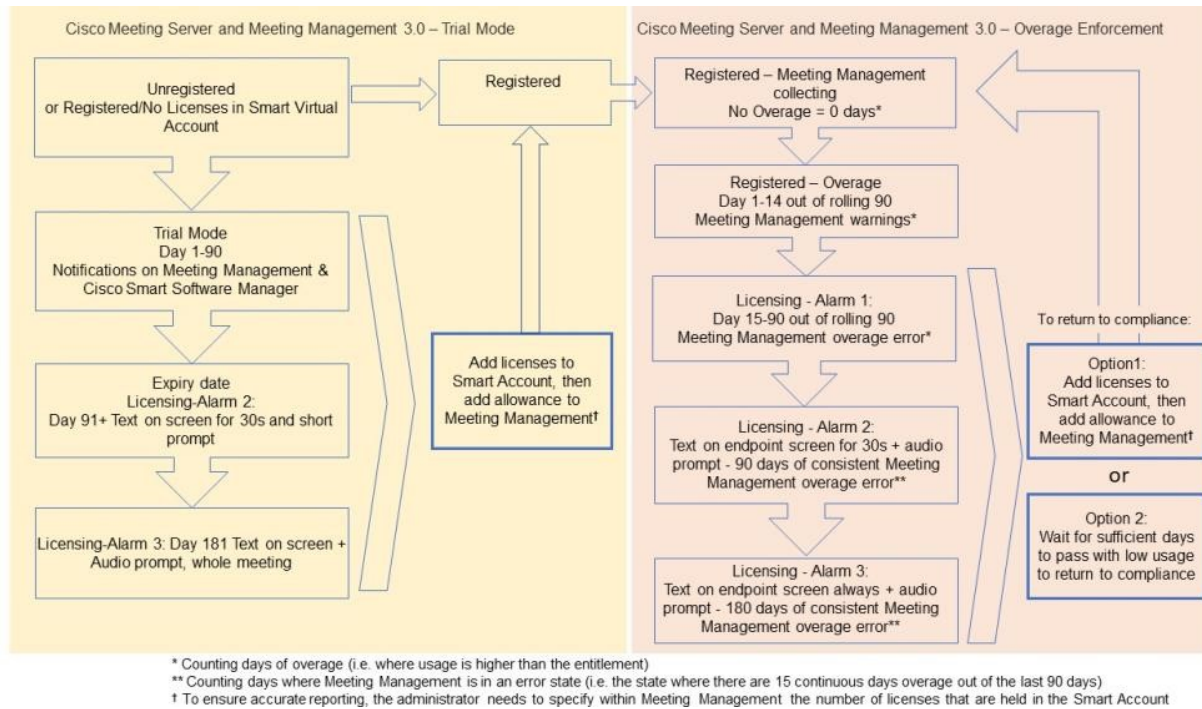 Cisco Meeting Server and Meeting Management 3.0 – Trial Mode
Unregistered
or Registered/No Licenses in Smart Virtual
Account
Registered
Trial Mode
Day 1-90
Notifications on Meeting Management &
Cisco Smart Software Manager
Expiry date
Licensing-Alarm 2:
Day 91+ Text on screen for 30s and short
prompt
Licensing-Alarm 3: Day 181 Text on screen +
Audio prompt, whole meeting
Add licenses to
Smart Account, then
add allowance to
Meeting Management†
Cisco Meeting Server and Meeting Management 3.0 – Overage Enforcement
Registered – Meeting Management
collecting
No Overage = 0 days*
Registered – Overage
Day 1-14 out of rolling 90
Meeting Management warnings*
Licensing - Alarm 1:
Day 15-90 out of rolling 90
Meeting Management overage error*
Licensing - Alarm 2:
Text on endpoint screen for 30s + audio
prompt - 90 days of consistent Meeting
Management overage error**
Licensing - Alarm 3:
Text on endpoint screen always + audio
prompt - 180 days of consistent Meeting
Management overage error**
To return to compliance:
Option1:
Add licenses to
Smart Account, then
add allowance to
Meeting Management†
or
Option 2:
Wait for sufficient days
to pass with low usage
to return to compliance
* Counting days of overage (i.e. where usage is higher than the entitlement)
** Counting days where Meeting Management is in an error state (i.e. the state where there are 15 continuous days overage out of the last 90 days)
† To ensure accurate reporting, the administrator needs to specify within Meeting Management the number of licenses that are held in the Smart Account